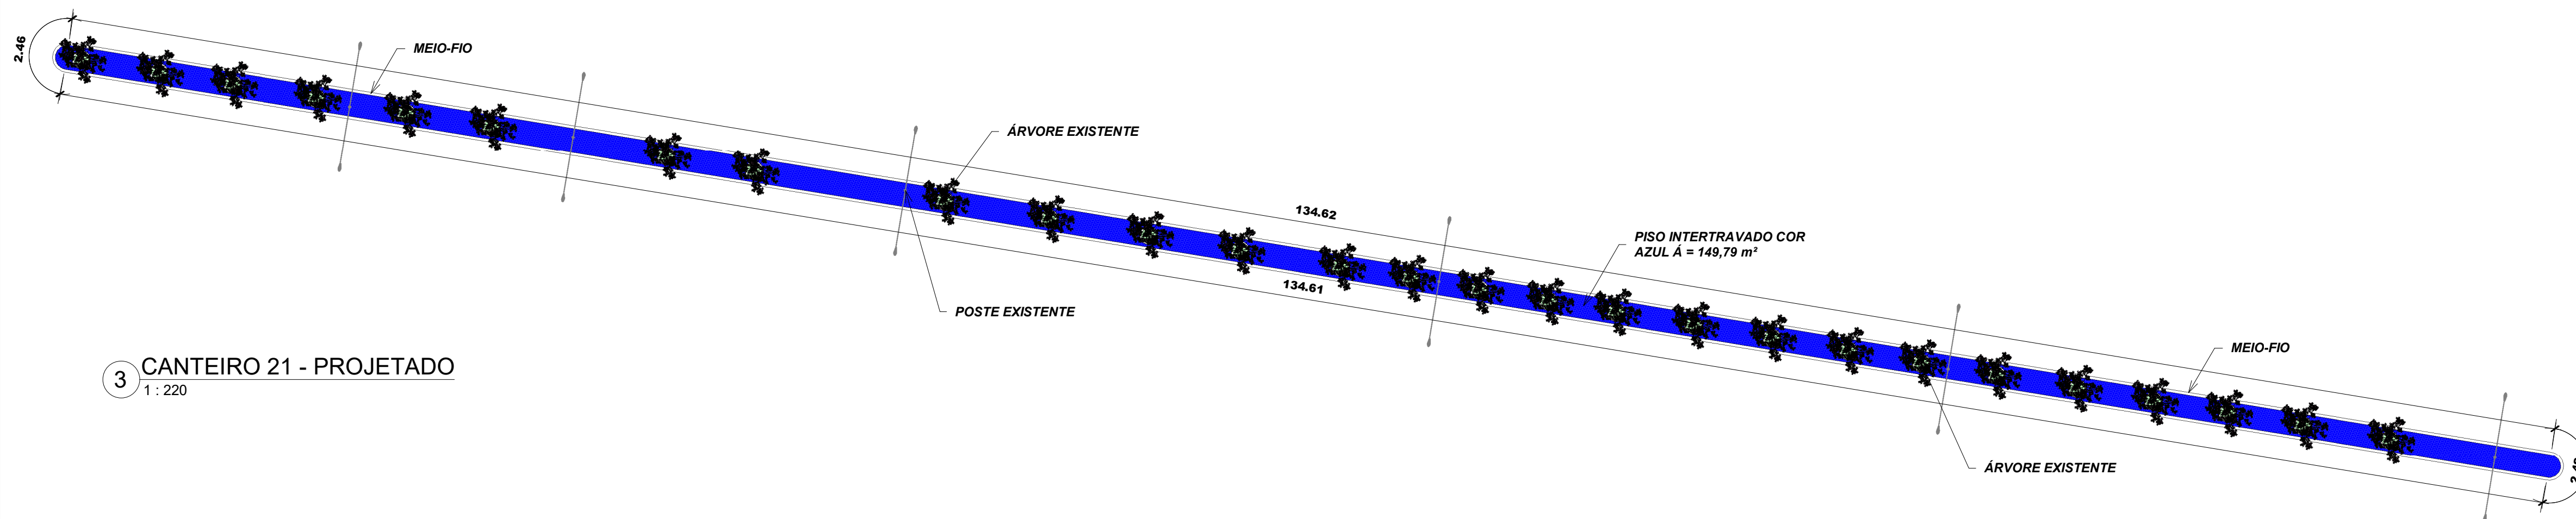 2.46
MEIO-FIO
ÁRVORE EXISTENTE
134.62
PISO INTERTRAVADO COR
AZUL Á = 149,79 m²
134.61
POSTE EXISTENTE
MEIO-FIO
3
CANTEIRO 21 - PROJETADO
1 : 220
ÁRVORE EXISTENTE